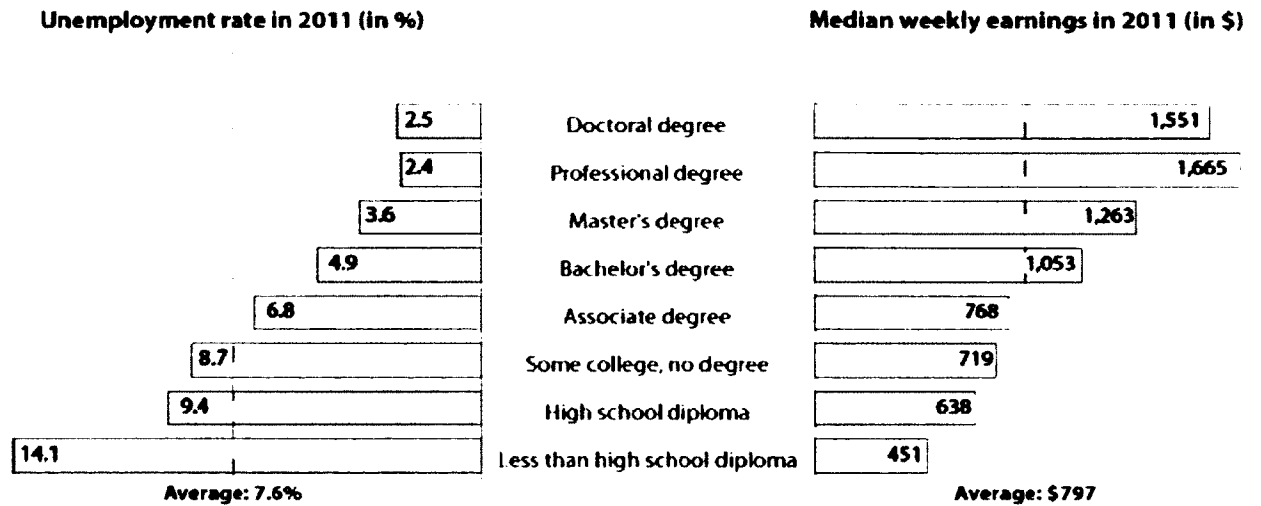 Unemployment rate in 2011 (in %) Median weekly earnings in 2011 (in $)
2.5 Doctoral degree 1,551
2.4 Professional degree 1,665
3.6 Master's degree 1,263
4.9 Bachelor's degree 1,053
6.8 Associate degree 768
8.7 Some college, no degree 719
9.4 High school diploma 638
14.1 Less than high school diploma 451
Average: 7.6% Average: $797